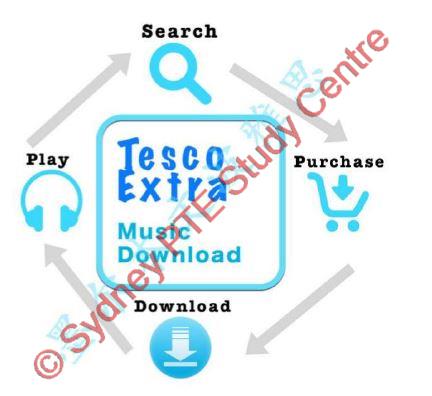 Search
Play
Tesco
Extra
Music
Download
Purchase
Download
© Sydney PTE Study Centre